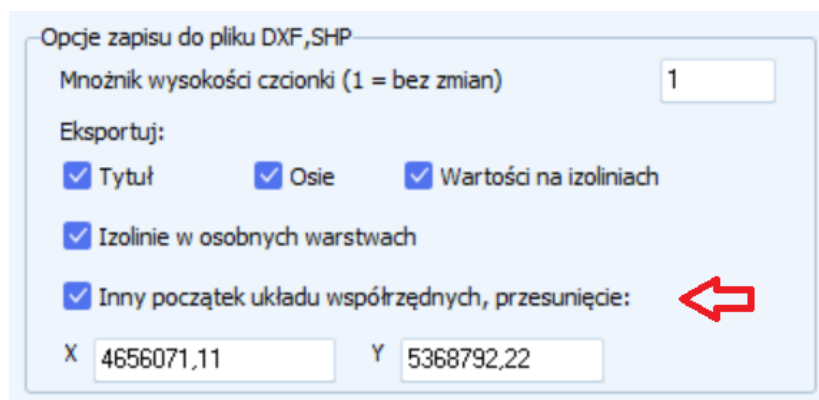 Opcje zapisu do pliku DXF,SHP
Mnożnik wysokości czcionki (1 = bez zmian) 1
Eksportuj:
Tytuł Osie Wartości na izoliniach
Izolinie w osobnych warstwach
Inny początek układu współrzędnych, przesunięcie:
X 4656071,11 Y 5368792,22